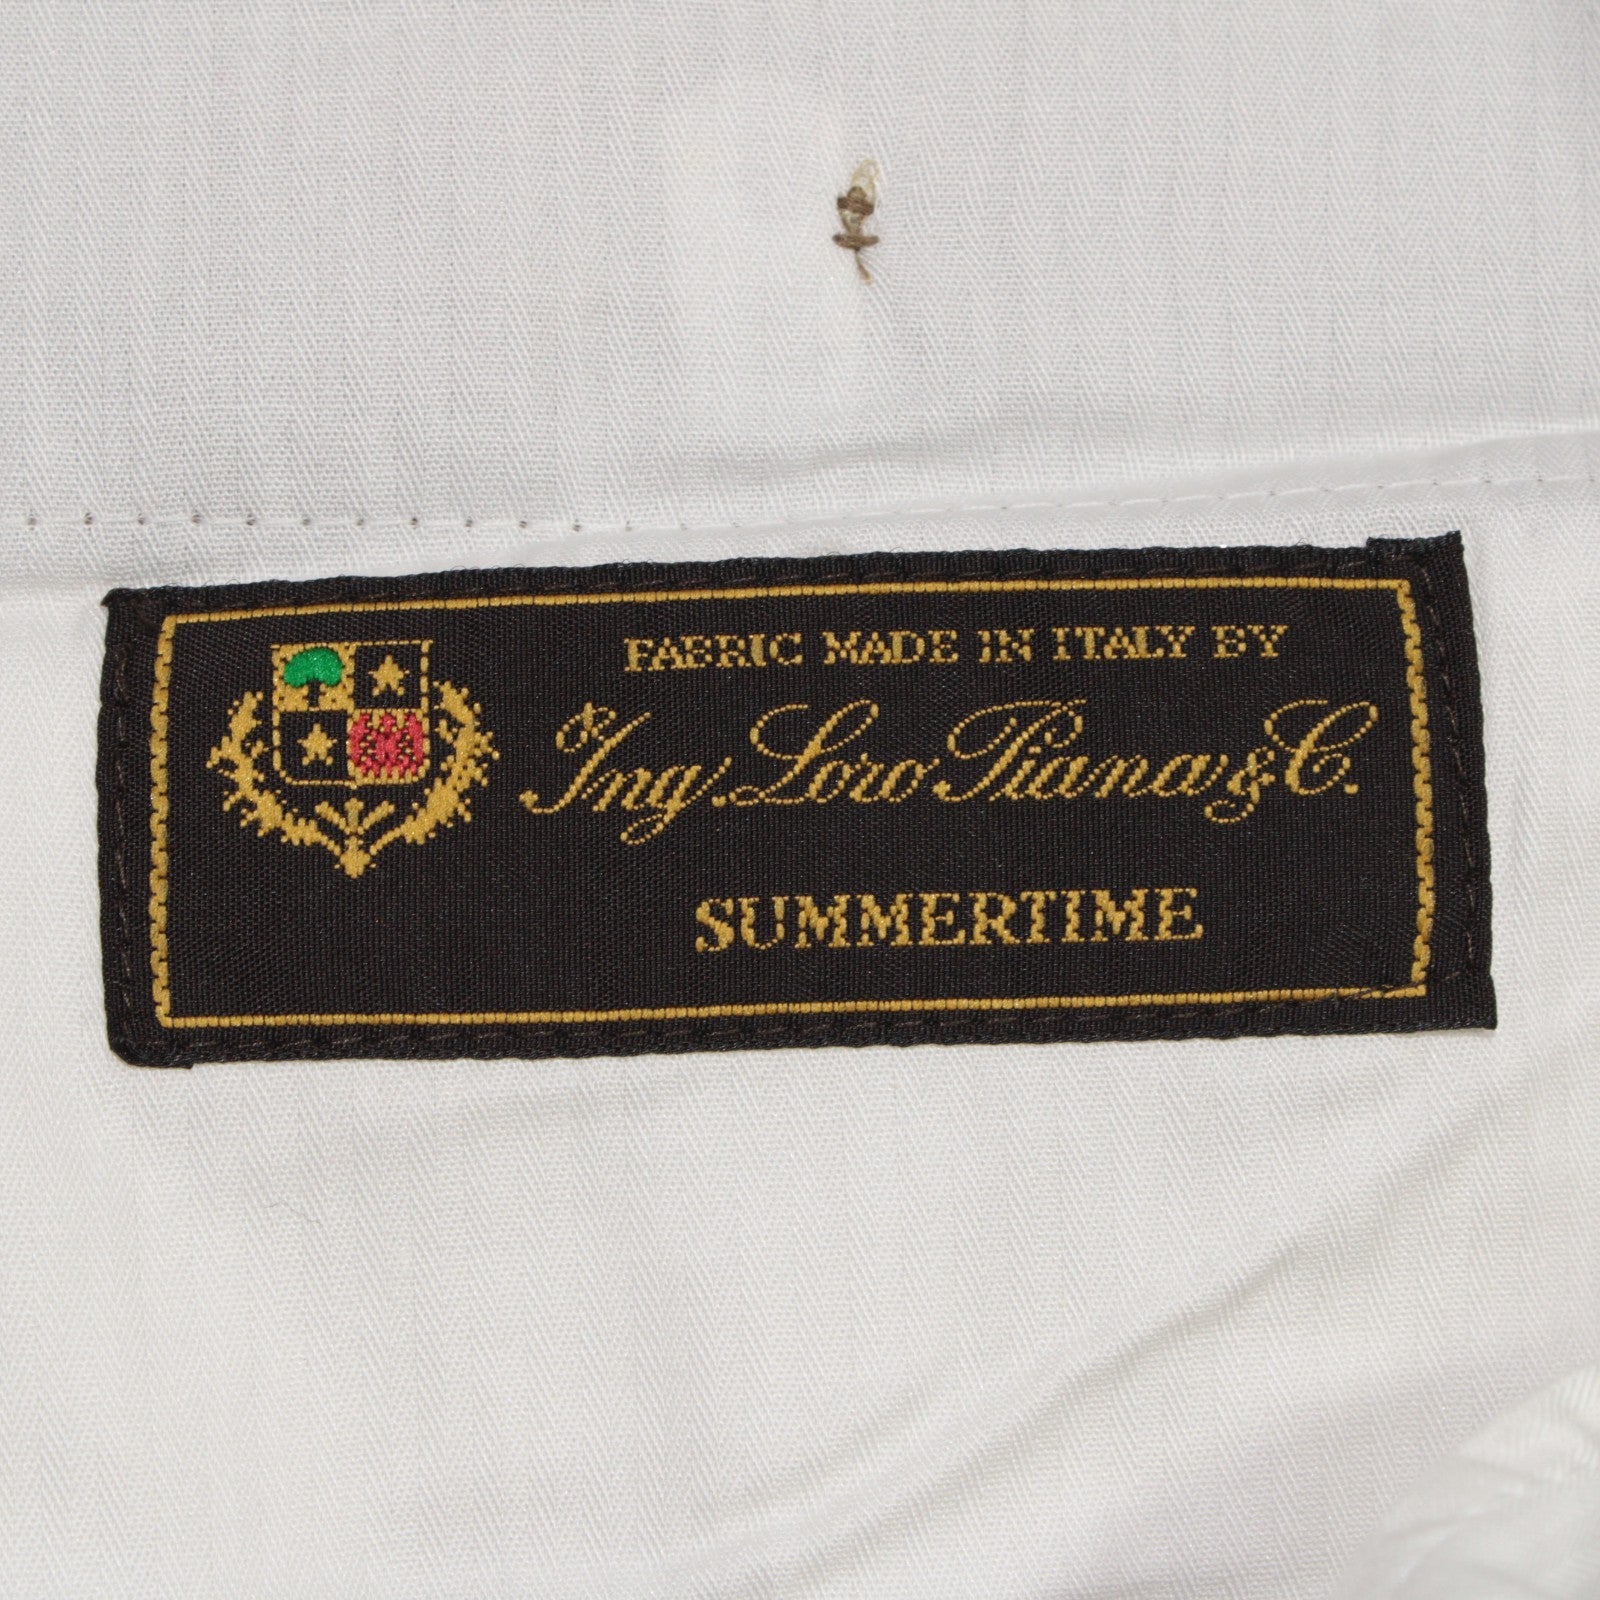 FABRIC MADE IN ITALY BY
Ing. Loro Piana & C.
SUMMERTIME